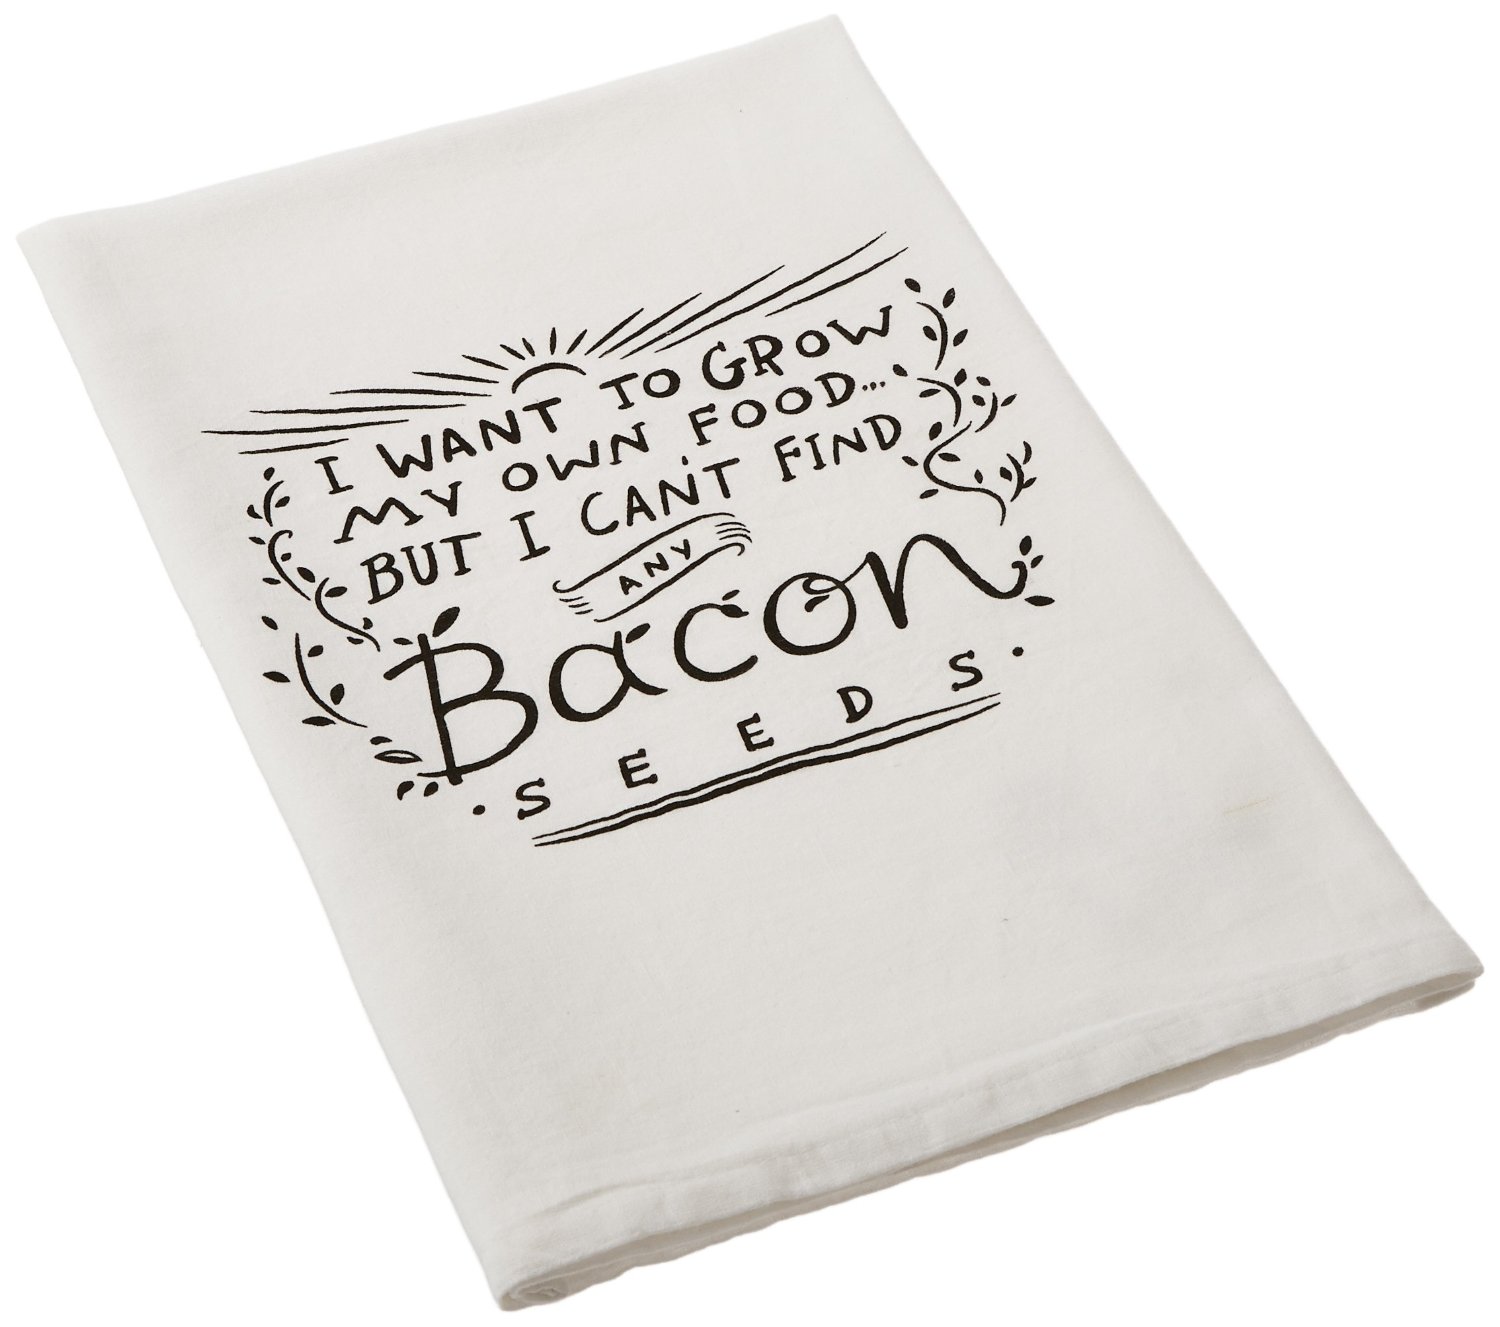 I WANT TO GROW
MY OWN FOOD...
BUT I CAN'T FIND
ANY
Bacon
· SEEDS ·